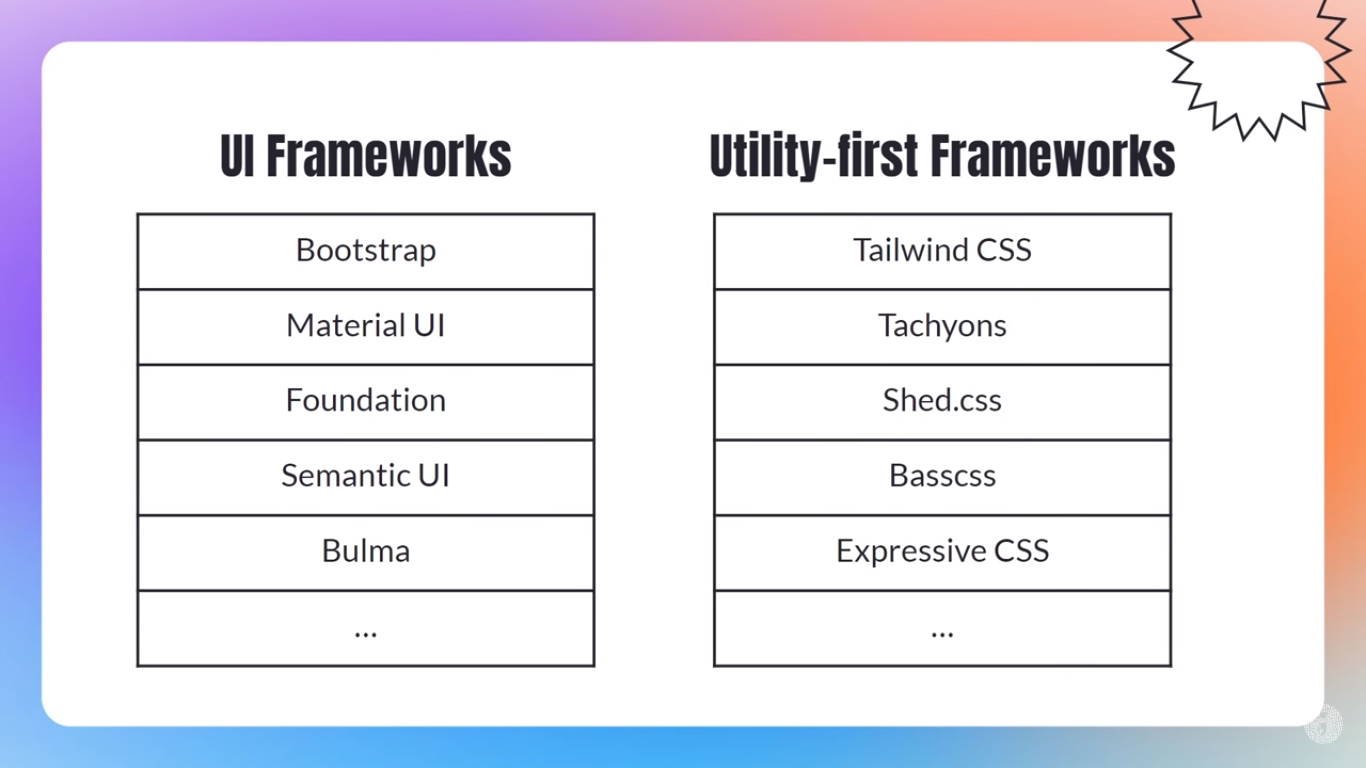 UI Frameworks
Bootstrap
Material UI
Foundation
Semantic UI
Bulma
...
Utility-first Frameworks
Tailwind CSS
Tachyons
Shed.css
Basscss
Expressive CSS
...